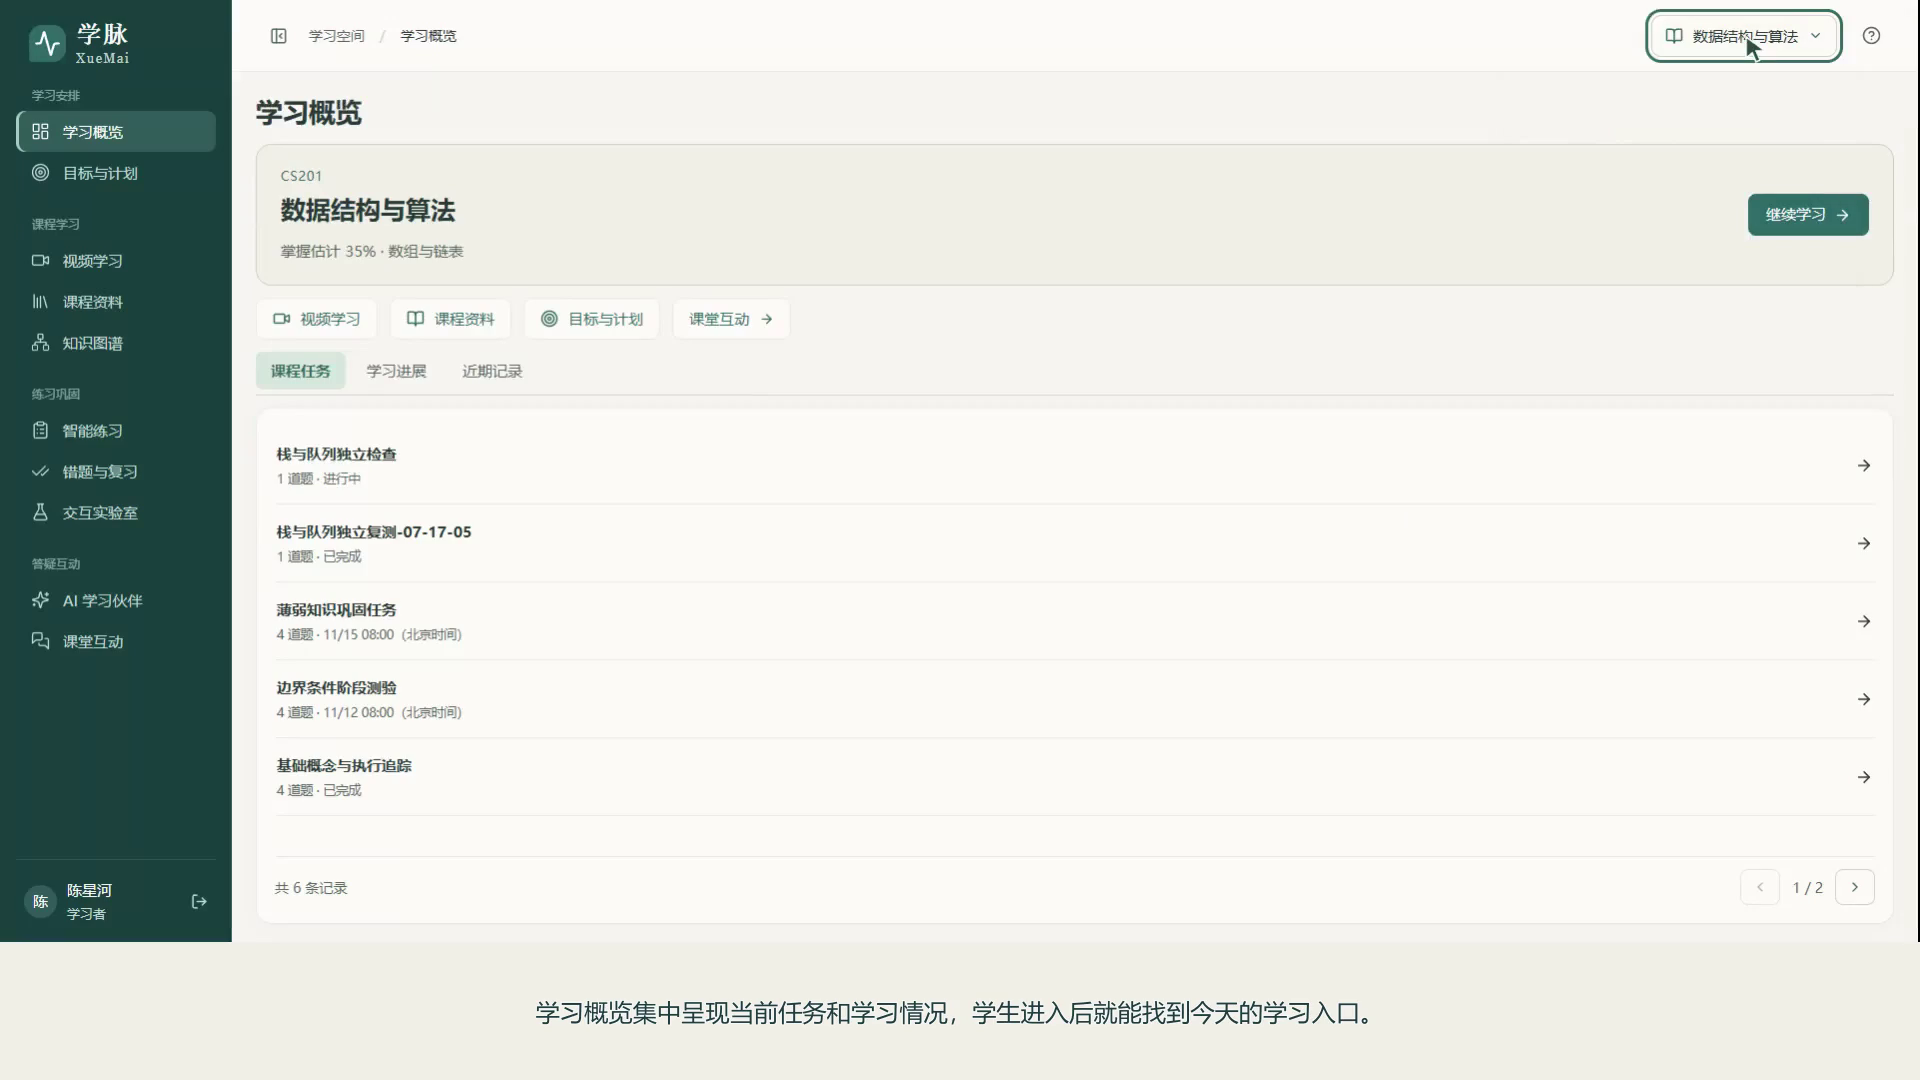 学脉
XueMai
学习安排
学习概览
目标与计划
课程学习
视频学习
课程资料
知识图谱
练习巩固
智能练习
错题与复习
交互实验室
答疑互动
AI 学习伙伴
课堂互动
陈
陈星河
学习者
学习空间 / 学习概览
数据结构与算法
学习概览
CS201
数据结构与算法
掌握估计 35% · 数组与链表
继续学习
视频学习 课程资料 目标与计划 课堂互动
课程任务 学习进展 近期记录
栈与队列独立检查
1 道题 · 进行中
栈与队列独立复测-07-17-05
1 道题 · 已完成
薄弱知识巩固任务
4 道题 · 11/15 08:00（北京时间）
边界条件阶段测验
4 道题 · 11/12 08:00（北京时间）
基础概念与执行追踪
4 道题 · 已完成
共 6 条记录
1 / 2
学习概览集中呈现当前任务和学习情况，学生进入后就能找到今天的学习入口。